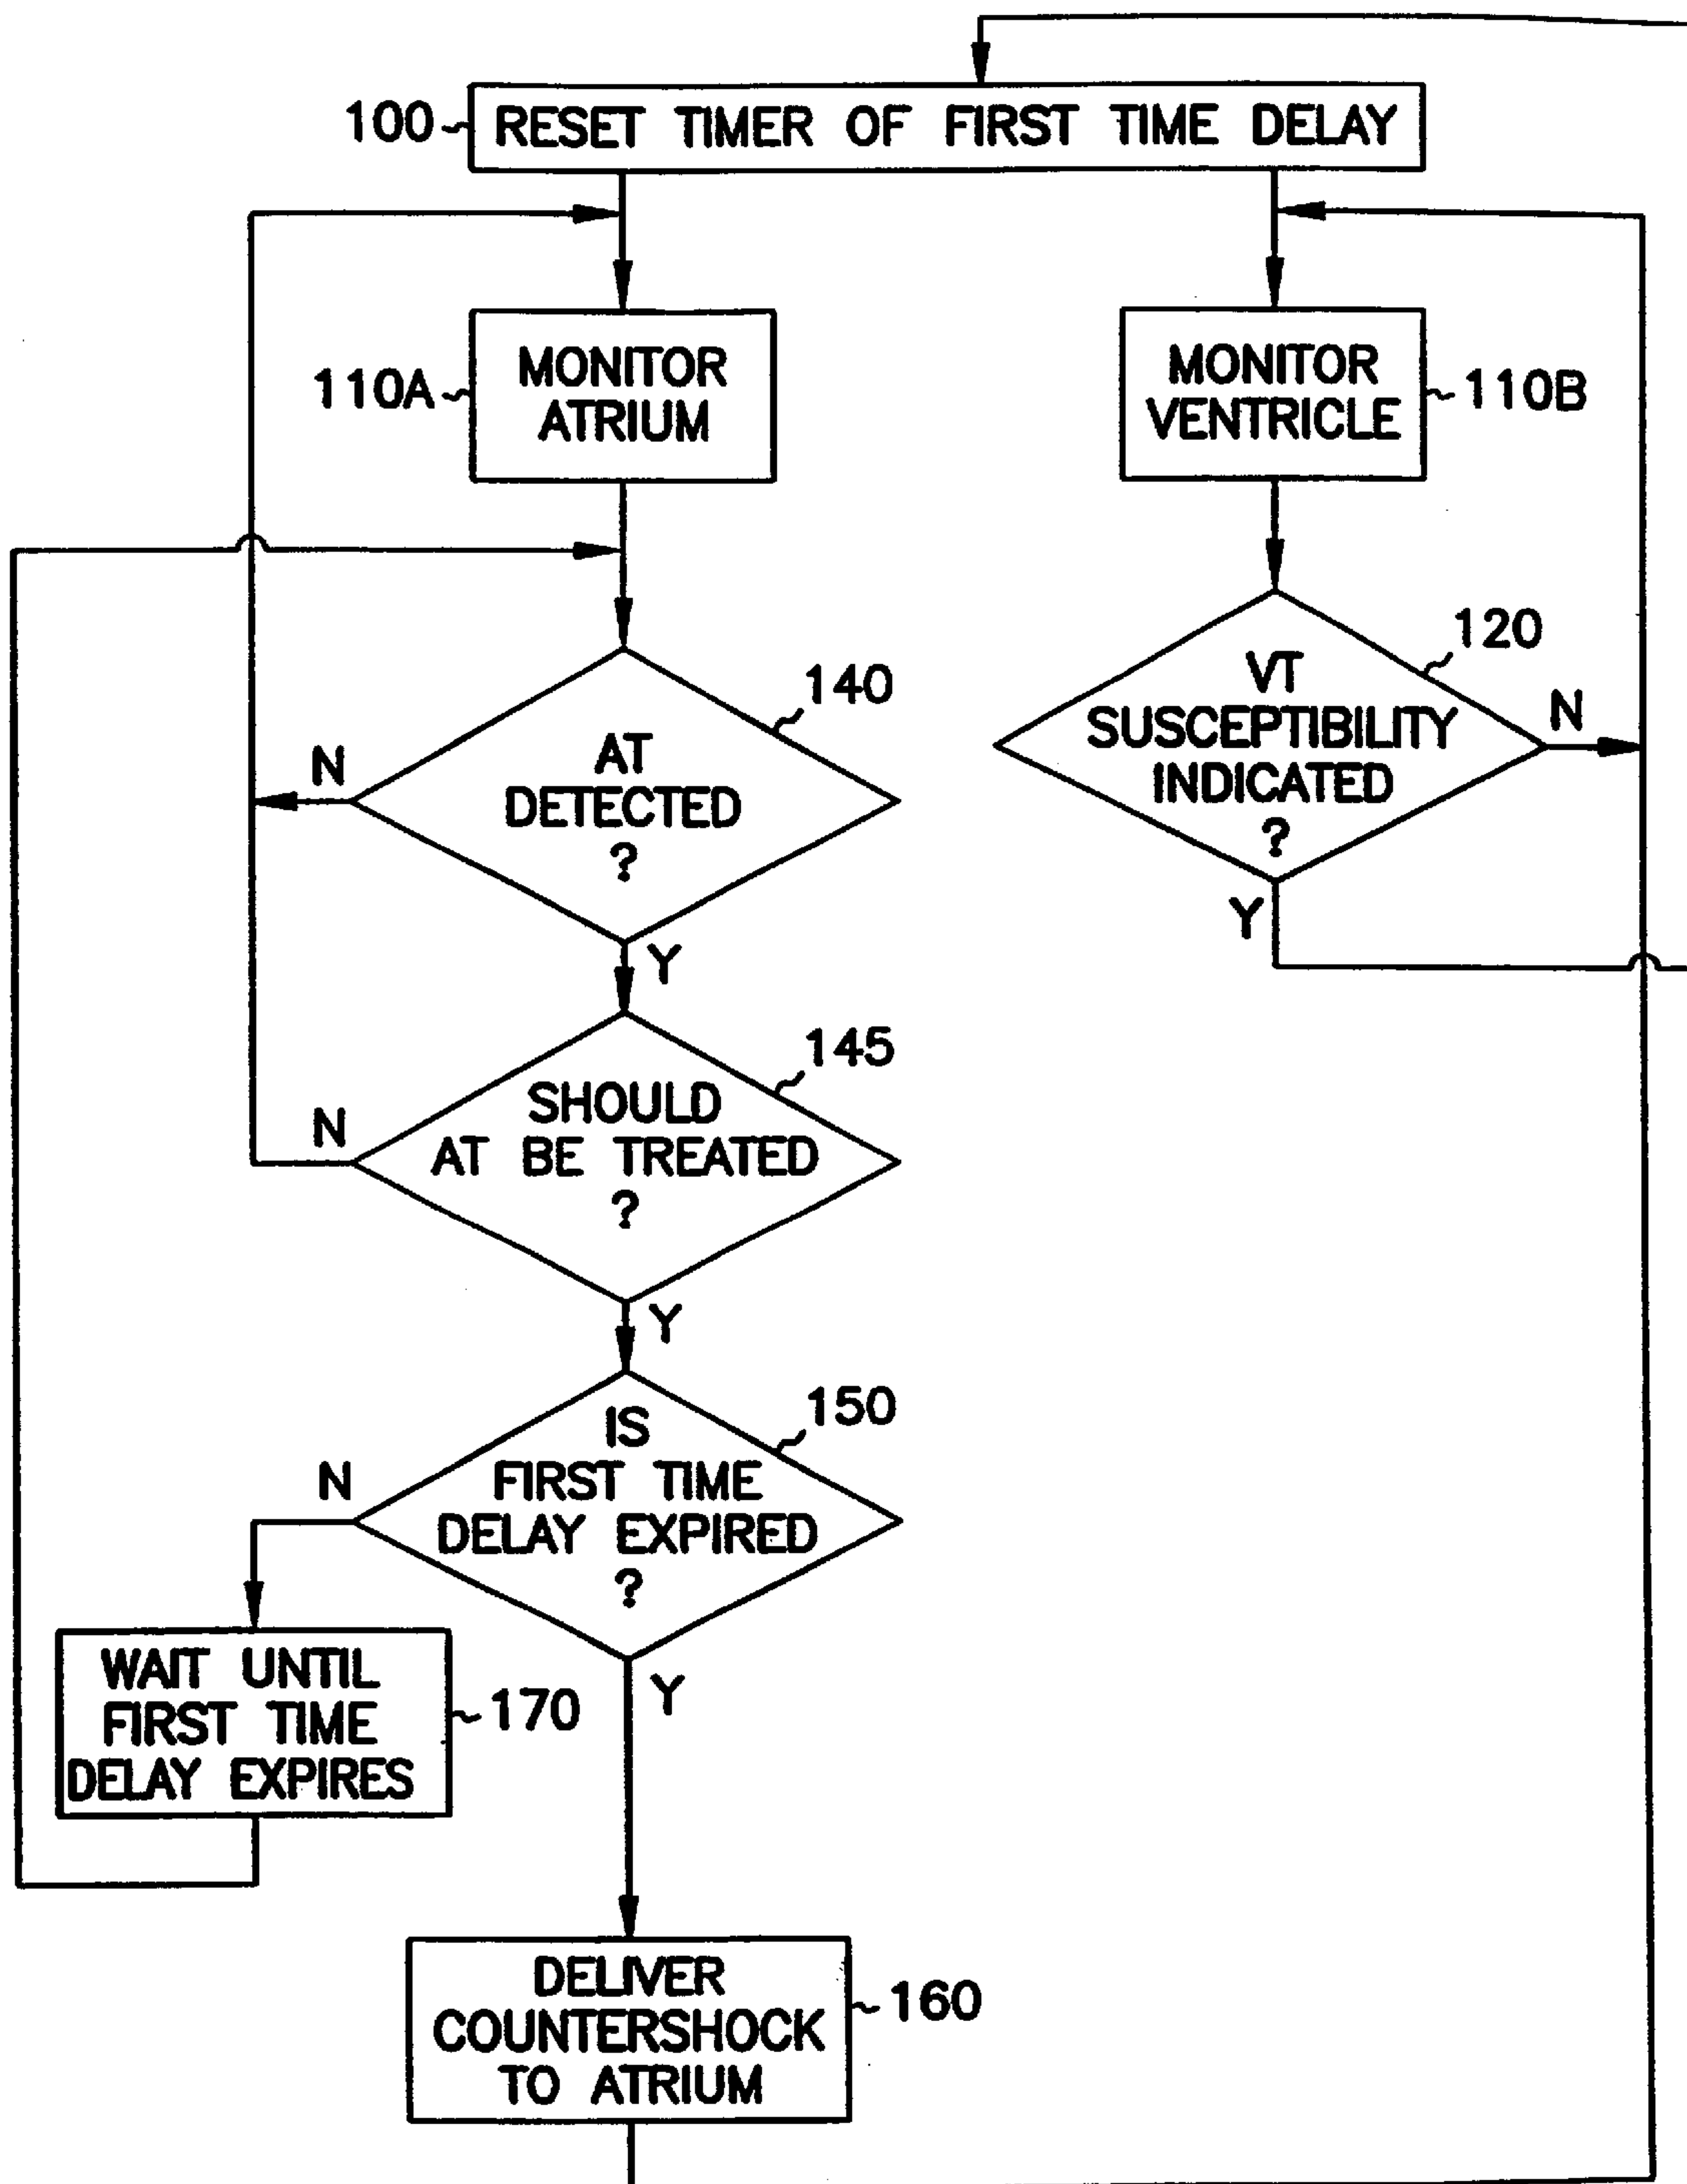 100
RESET TIMER OF FIRST TIME DELAY
110A
MONITOR
ATRIUM
MONITOR
VENTRICLE
110B
140
AT
DETECTED
?
N
Y
120
VT
SUSCEPTIBILITY
INDICATED
?
N
Y
145
SHOULD
AT BE TREATED
?
N
Y
150
IS
FIRST TIME
DELAY EXPIRED
?
N
Y
WAIT UNTIL
FIRST TIME
DELAY EXPIRES
170
DELIVER
COUNTERSHOCK
TO ATRIUM
160